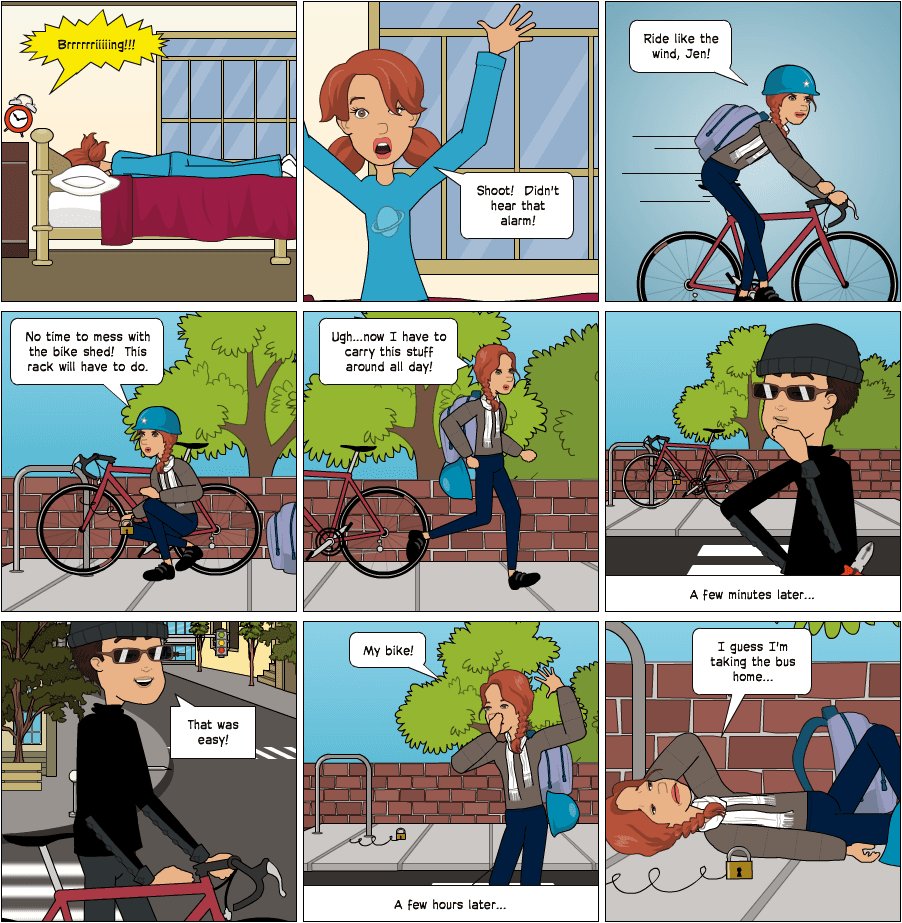 Brrrrrriiiiing!!!
Shoot!  Didn't
hear that
alarm!
Ride like the
wind, Jen!
No time to mess with
the bike shed!  This
rack will have to do.
Ugh...now I have to
carry this stuff
around all day!
A few minutes later...
That was
easy!
My bike!
A few hours later...
I guess I'm
taking the bus
home...